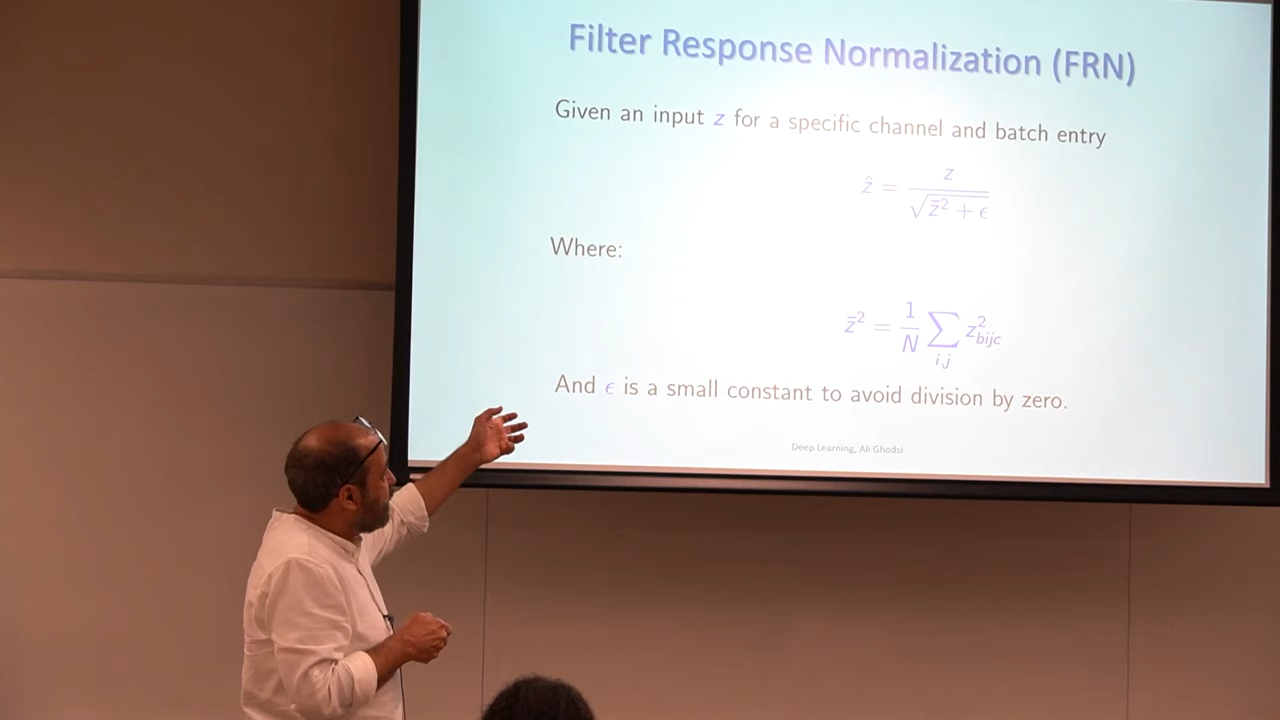 Filter Response Normalization (FRN)
Given an input z for a specific channel and batch entry
ẑ = z / √(z̄² + ϵ)
Where:
z̄² = 1/N ∑_{i,j} z²_{bijc}
And ϵ is a small constant to avoid division by zero.
Deep Learning, Ali Ghodsi